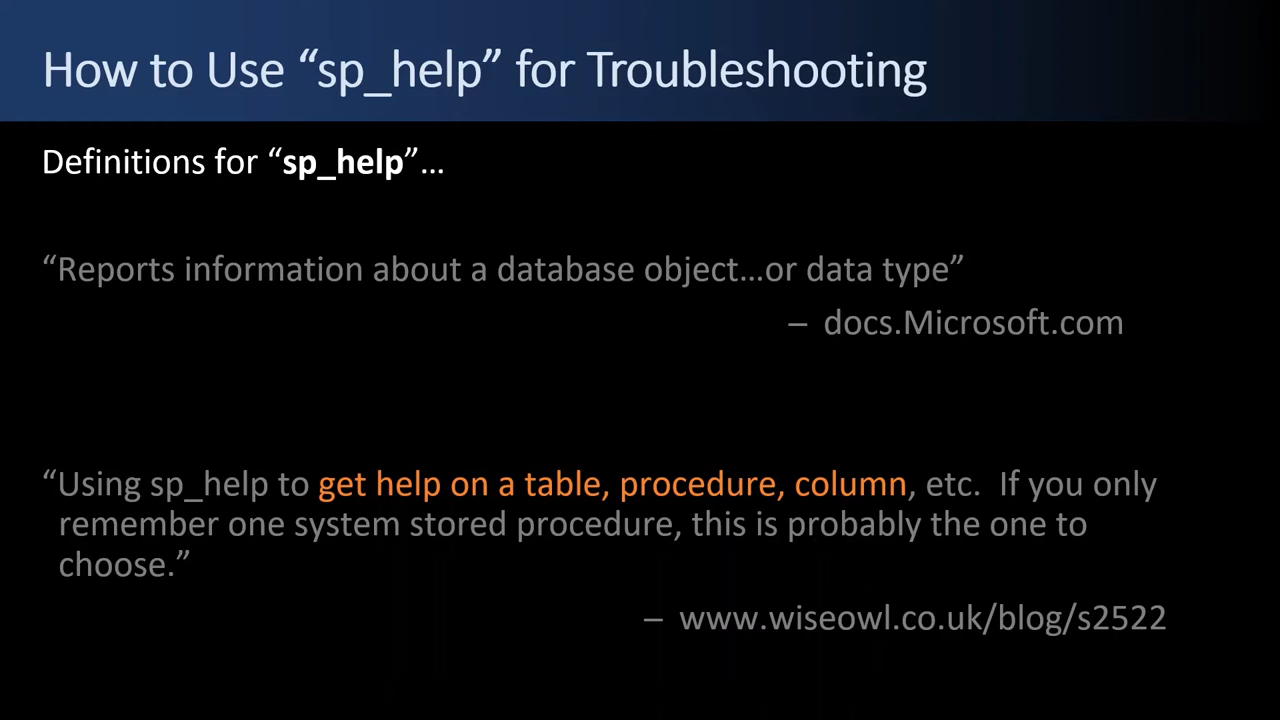 How to Use “sp_help” for Troubleshooting
Definitions for “sp_help”…
“Reports information about a database object…or data type”
– docs.Microsoft.com
“Using sp_help to get help on a table, procedure, column, etc.  If you only
remember one system stored procedure, this is probably the one to
choose.”
– www.wiseowl.co.uk/blog/s2522